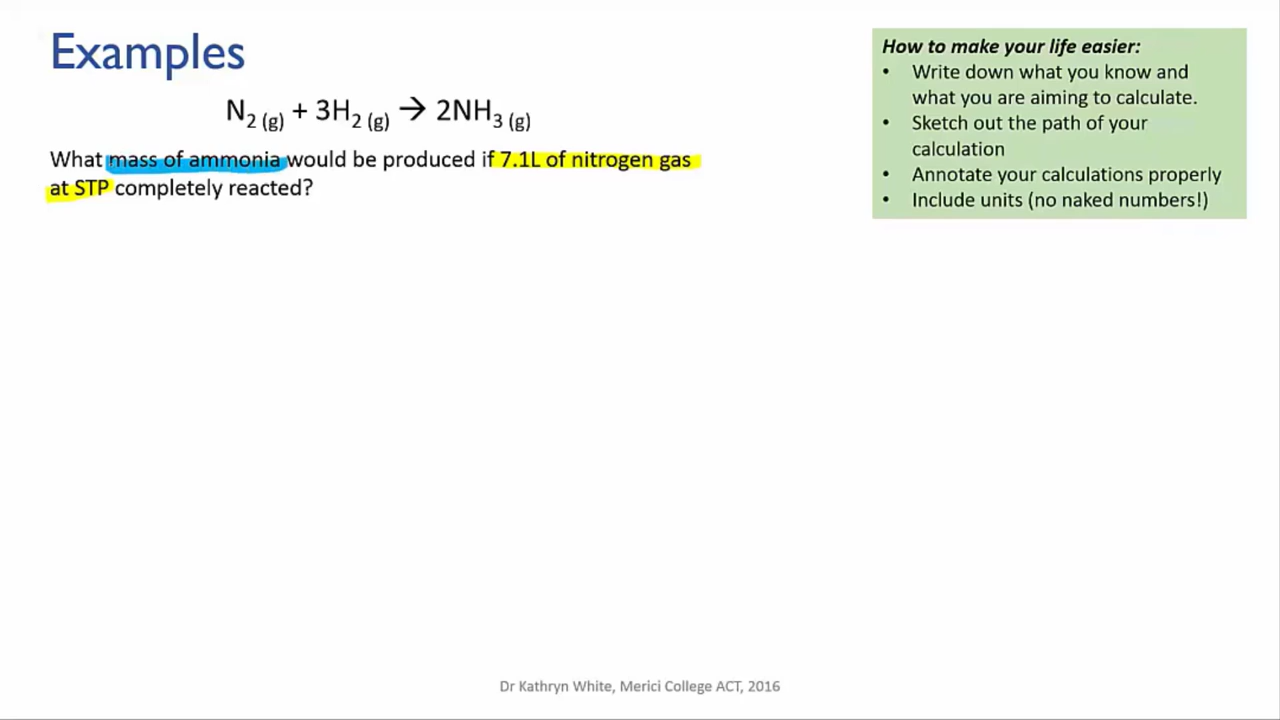 Examples
N₂ (g) + 3H₂ (g) → 2NH₃ (g)
What mass of ammonia would be produced if 7.1L of nitrogen gas
at STP completely reacted?
How to make your life easier:
• Write down what you know and
what you are aiming to calculate.
• Sketch out the path of your
calculation
• Annotate your calculations properly
• Include units (no naked numbers!)
Dr Kathryn White, Merici College ACT, 2016